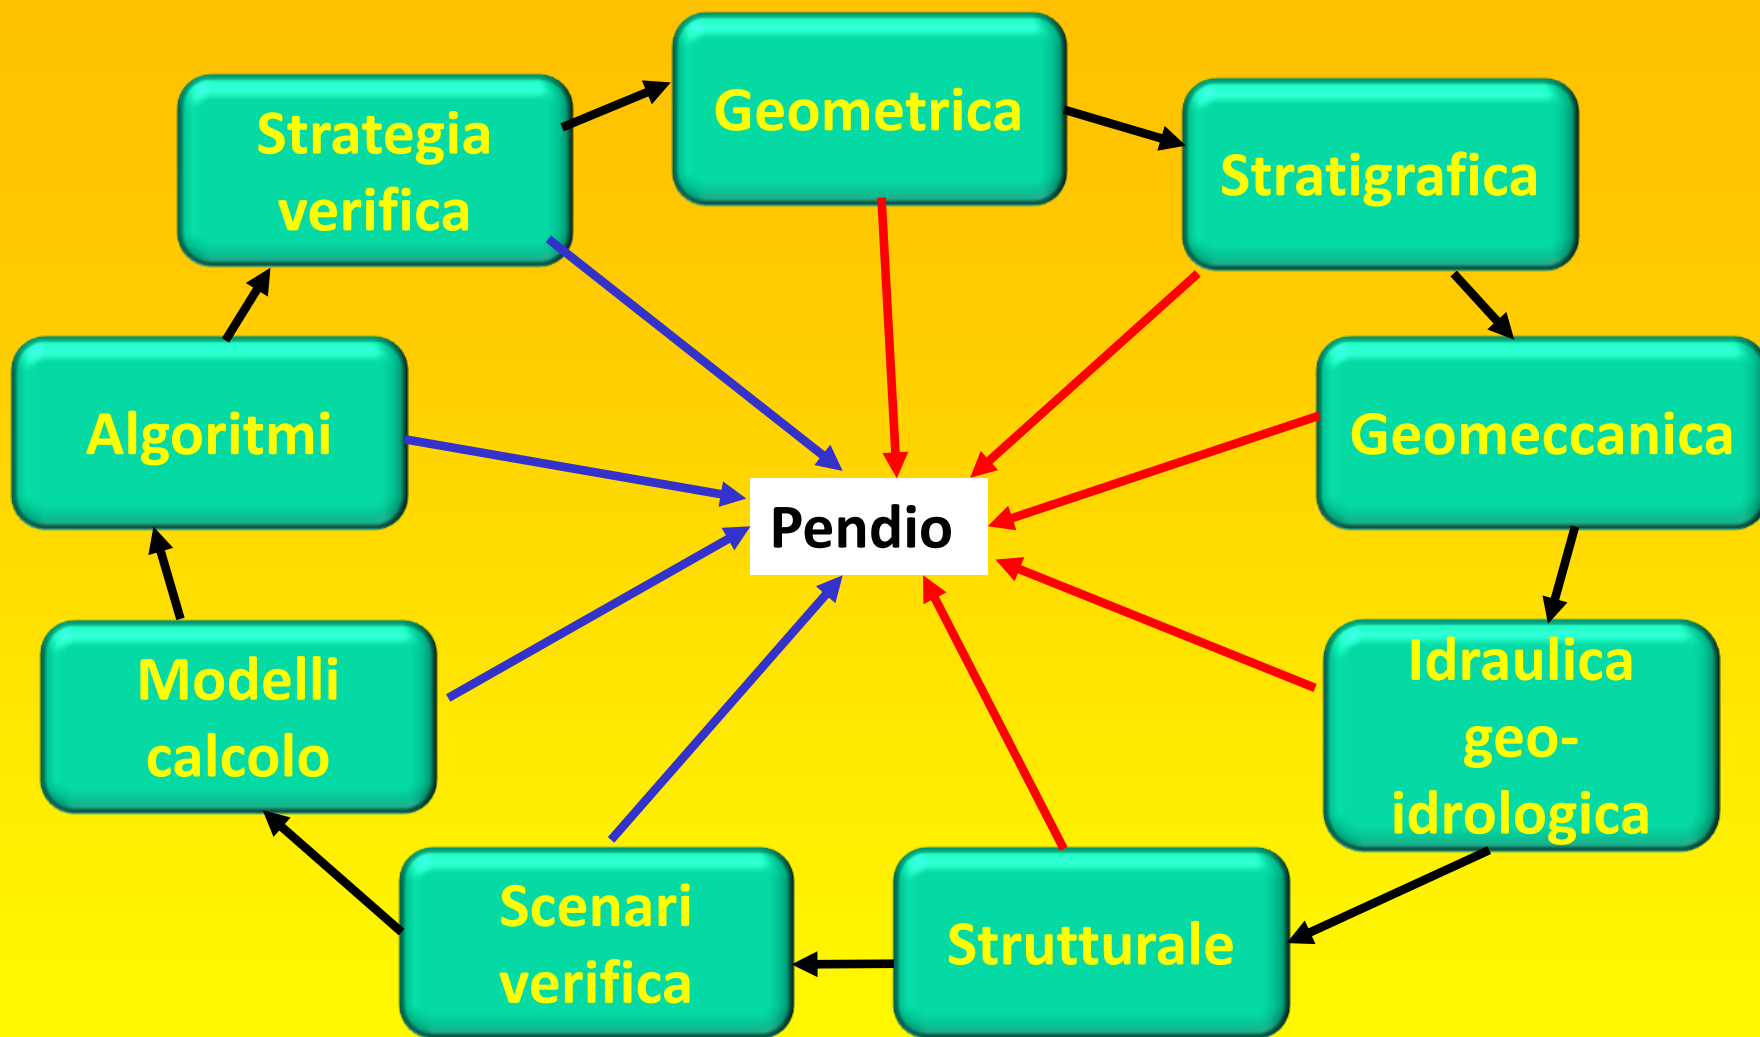 Geometrica
Strategia
verifica
Stratigrafica
Algoritmi
Geomeccanica
Pendio
Modelli
calcolo
Idraulica
geo-
idrologica
Scenari
verifica
Strutturale